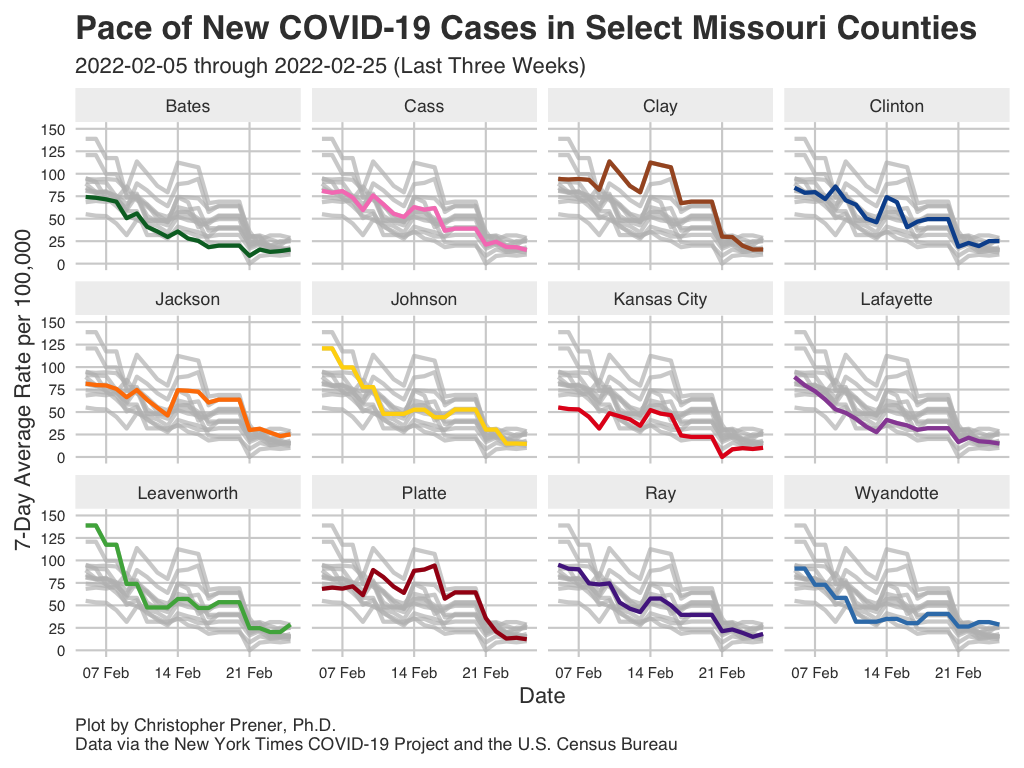 Pace of New COVID-19 Cases in Select Missouri Counties
2022-02-05 through 2022-02-25 (Last Three Weeks)
Bates Cass Clay Clinton
150
125
100
75
50
25
0
Jackson Johnson Kansas City Lafayette
150
125
100
75
50
25
0
Leavenworth Platte Ray Wyandotte
150
125
100
75
50
25
0
7-Day Average Rate per 100,000
07 Feb 14 Feb 21 Feb 07 Feb 14 Feb 21 Feb 07 Feb 14 Feb 21 Feb 07 Feb 14 Feb 21 Feb
Date
Plot by Christopher Prener, Ph.D.
Data via the New York Times COVID-19 Project and the U.S. Census Bureau